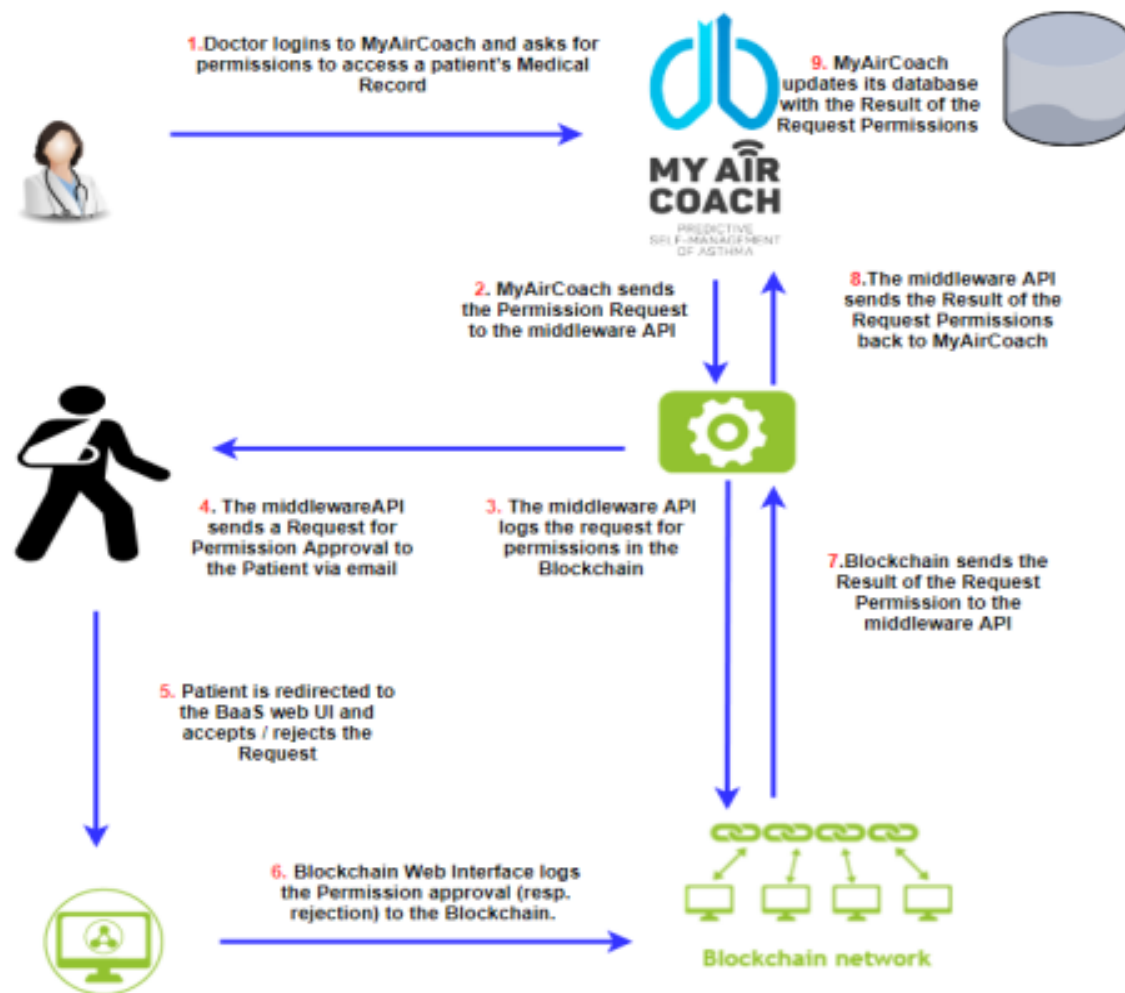 1.Doctor logins to MyAirCoach and asks for
permissions to access a patient's Medical
Record
9. MyAirCoach
updates its database
with the Result of the
Request Permissions
MY AIR
COACH
PREDICTIVE
SELF-MANAGEMENT
OF ASTHMA
2. MyAirCoach sends
the Permission Request
to the middleware API
8.The middleware API
sends the Result of the
Request Permissions
back to MyAirCoach
4. The middlewareAPI
sends a Request for
Permission Approval to
the Patient via email
3. The middleware API
logs the request for
permissions in the
Blockchain
7.Blockchain sends the
Result of the Request
Permission to the
middleware API
5. Patient is redirected to
the BaaS web UI and
accepts / rejects the
Request
6. Blockchain Web Interface logs
the Permission approval (resp.
rejection) to the Blockchain.
Blockchain network